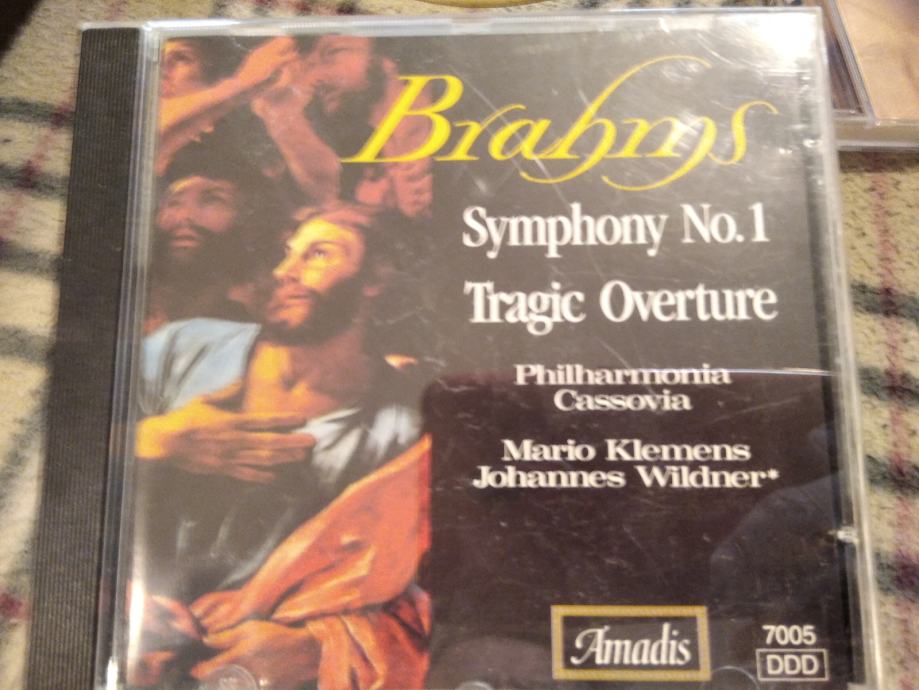 Brahms
Symphony No. 1
Tragic Overture
Philharmonia
Cassovia
Mario Klemens
Johannes Wildner*
Amadis
7005
DDD